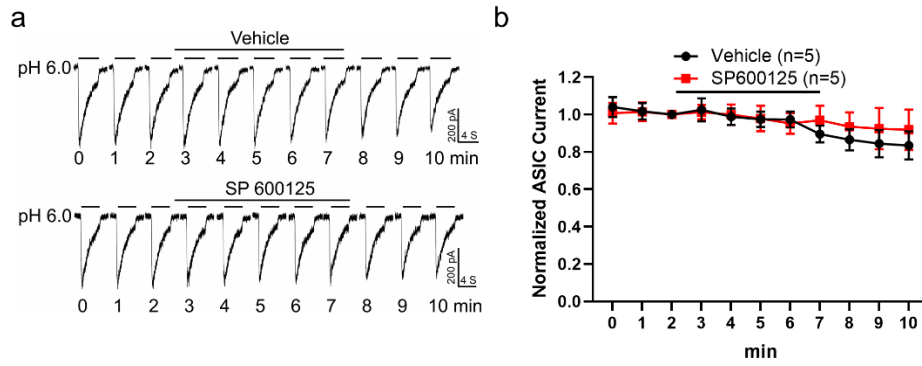 a
Vehicle
pH 6.0
200 pA
4 S
0 1 2 3 4 5 6 7 8 9 10 min
SP 600125
pH 6.0
200 pA
4 S
0 1 2 3 4 5 6 7 8 9 10 min
b
Vehicle (n=5)
SP600125 (n=5)
Normalized ASIC Current
1.2
1.0
0.8
0.6
0.4
0.2
0.0
0 1 2 3 4 5 6 7 8 9 10
min